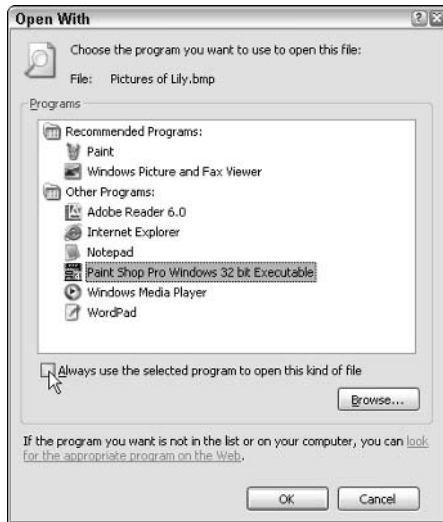 Open With
Choose the program you want to use to open this file:
File: Pictures of Lily.bmp
Programs
Recommended Programs:
Paint
Windows Picture and Fax Viewer
Other Programs:
Adobe Reader 6.0
Internet Explorer
Notepad
Paint Shop Pro Windows 32 bit Executable
Windows Media Player
WordPad
Always use the selected program to open this kind of file
Browse...
If the program you want is not in the list or on your computer, you can look
for the appropriate program on the Web.
OK Cancel